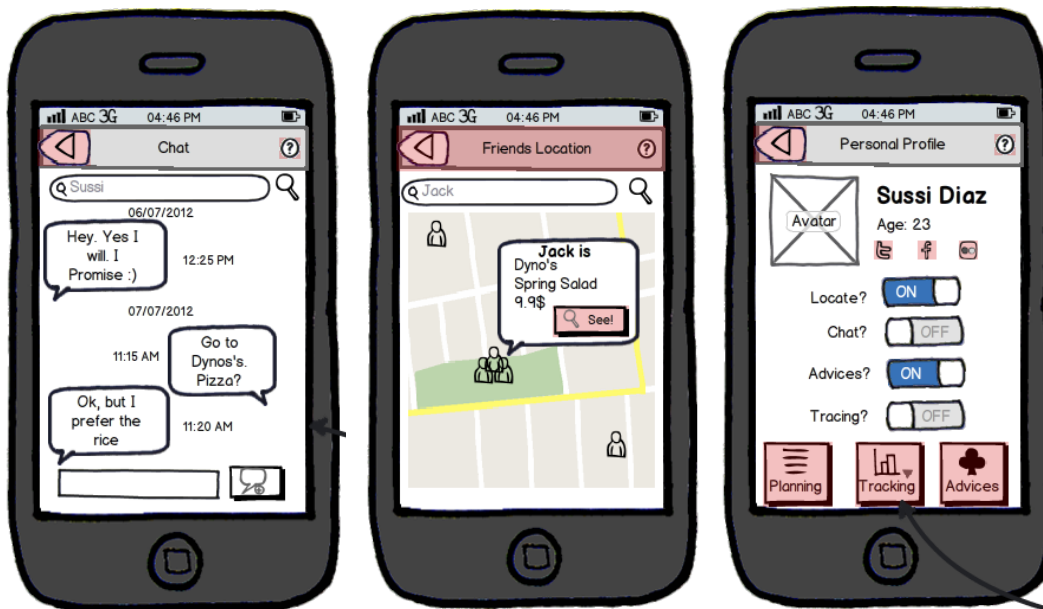 ABC 3G 04:46 PM
Chat
?
Sussi
06/07/2012
Hey. Yes I
will. I
Promise :)
12:25 PM
07/07/2012
11:15 AM
Go to
Dynos's.
Pizza?
Ok, but I
prefer the
rice
11:20 AM
ABC 3G 04:46 PM
Friends Location
?
Jack
Jack is
Dyno's
Spring Salad
9.9$
See!
ABC 3G 04:46 PM
Personal Profile
?
Avatar
Sussi Diaz
Age: 23
t f
Locate? ON
Chat? OFF
Advices? ON
Tracing? OFF
Planning Tracking Advices